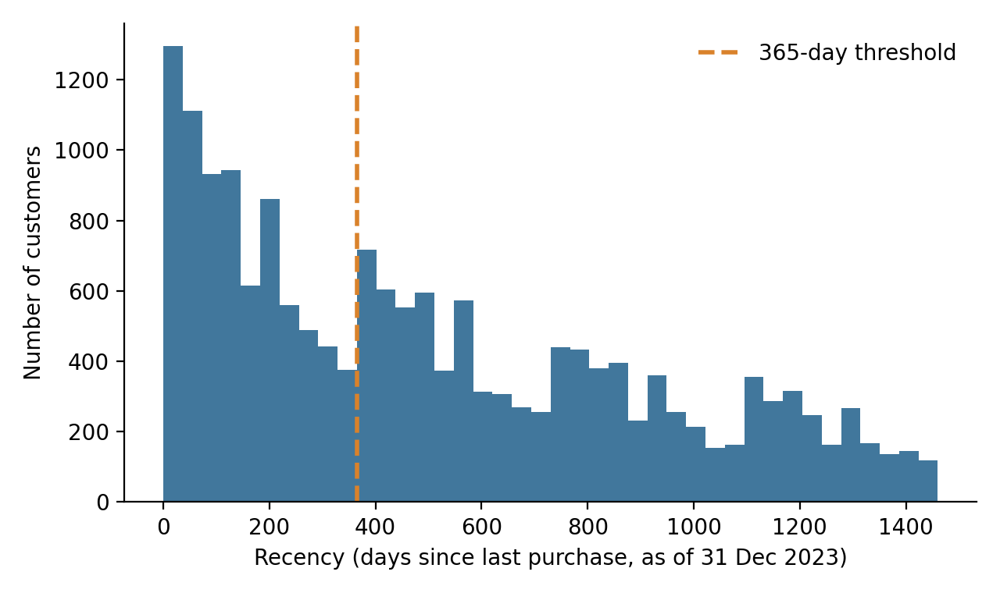 365-day threshold
Number of customers
1200
1000
800
600
400
200
0
0 200 400 600 800 1000 1200 1400
Recency (days since last purchase, as of 31 Dec 2023)